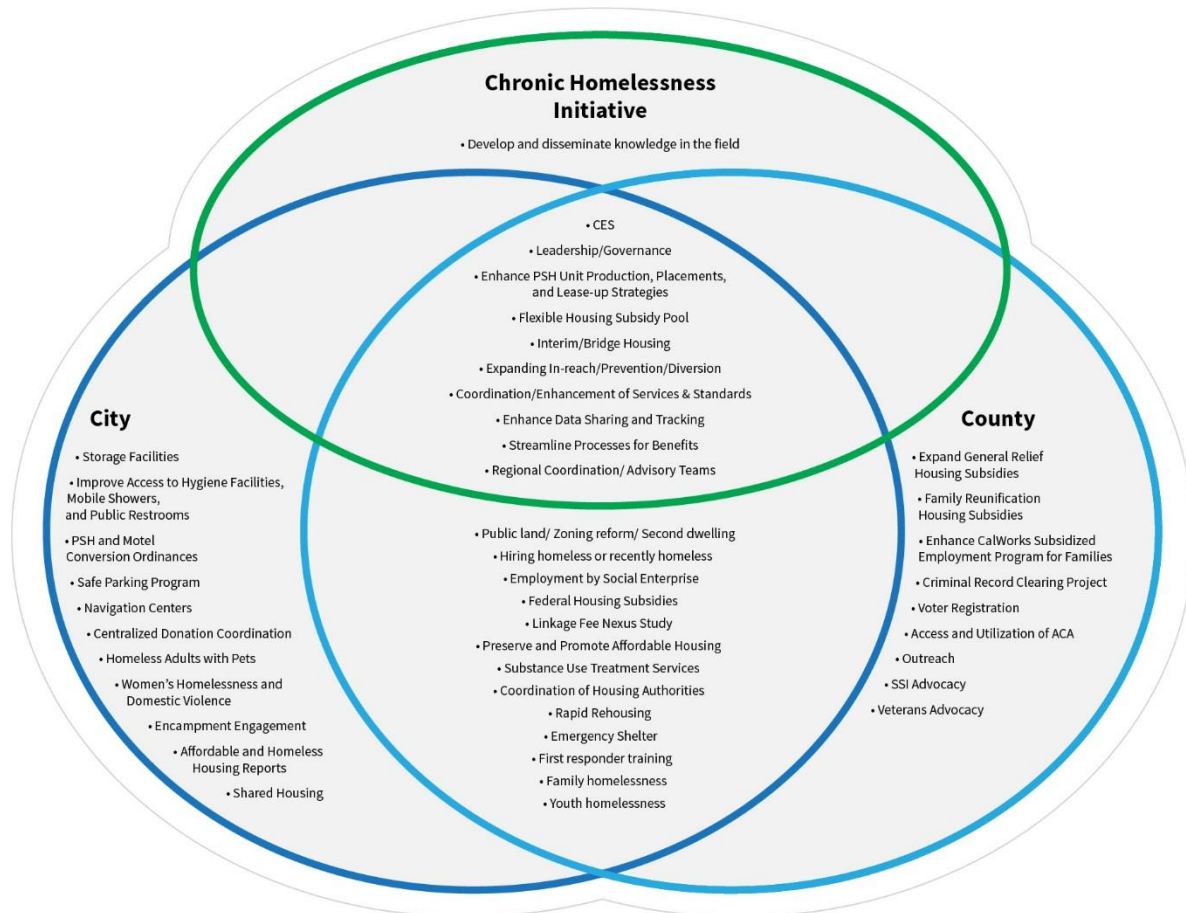 Chronic Homelessness
Initiative
• Develop and disseminate knowledge in the field
• CES
• Leadership/Governance
• Enhance PSH Unit Production, Placements,
and Lease-up Strategies
• Flexible Housing Subsidy Pool
• Interim/Bridge Housing
• Expanding In-reach/Prevention/Diversion
• Coordination/Enhancement of Services & Standards
• Enhance Data Sharing and Tracking
• Streamline Processes for Benefits
• Regional Coordination/ Advisory Teams
City
• Storage Facilities
• Improve Access to Hygiene Facilities,
Mobile Showers,
and Public Restrooms
• PSH and Motel
Conversion Ordinances
• Safe Parking Program
• Navigation Centers
• Centralized Donation Coordination
• Homeless Adults with Pets
• Women's Homelessness and
Domestic Violence
• Encampment Engagement
• Affordable and Homeless
Housing Reports
• Shared Housing
• Public land/ Zoning reform/ Second dwelling
• Hiring homeless or recently homeless
• Employment by Social Enterprise
• Federal Housing Subsidies
• Linkage Fee Nexus Study
• Preserve and Promote Affordable Housing
• Substance Use Treatment Services
• Coordination of Housing Authorities
• Rapid Rehousing
• Emergency Shelter
• First responder training
• Family homelessness
• Youth homelessness
County
• Expand General Relief
Housing Subsidies
• Family Reunification
Housing Subsidies
• Enhance CalWorks Subsidized
Employment Program for Families
• Criminal Record Clearing Project
• Voter Registration
• Access and Utilization of ACA
• Outreach
• SSI Advocacy
• Veterans Advocacy